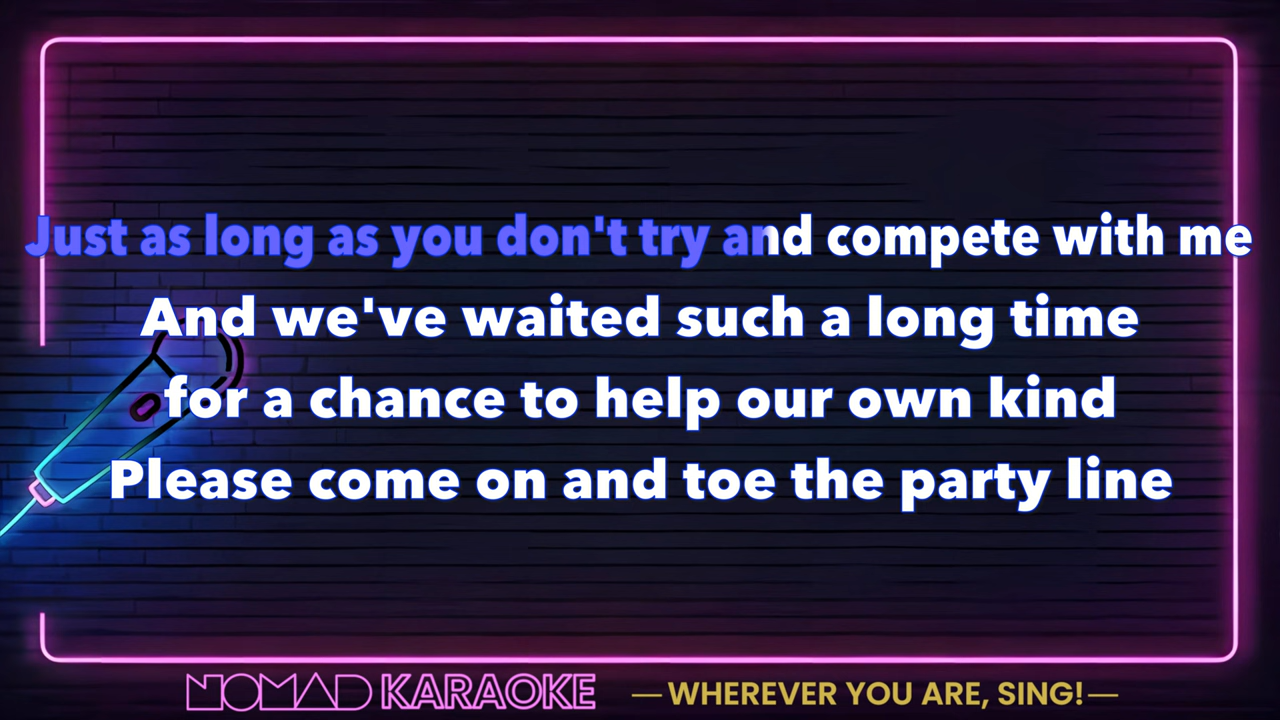 Just as long as you don't try and compete with me
And we've waited such a long time
for a chance to help our own kind
Please come on and toe the party line
NOMAD KARAOKE — WHEREVER YOU ARE, SING! —